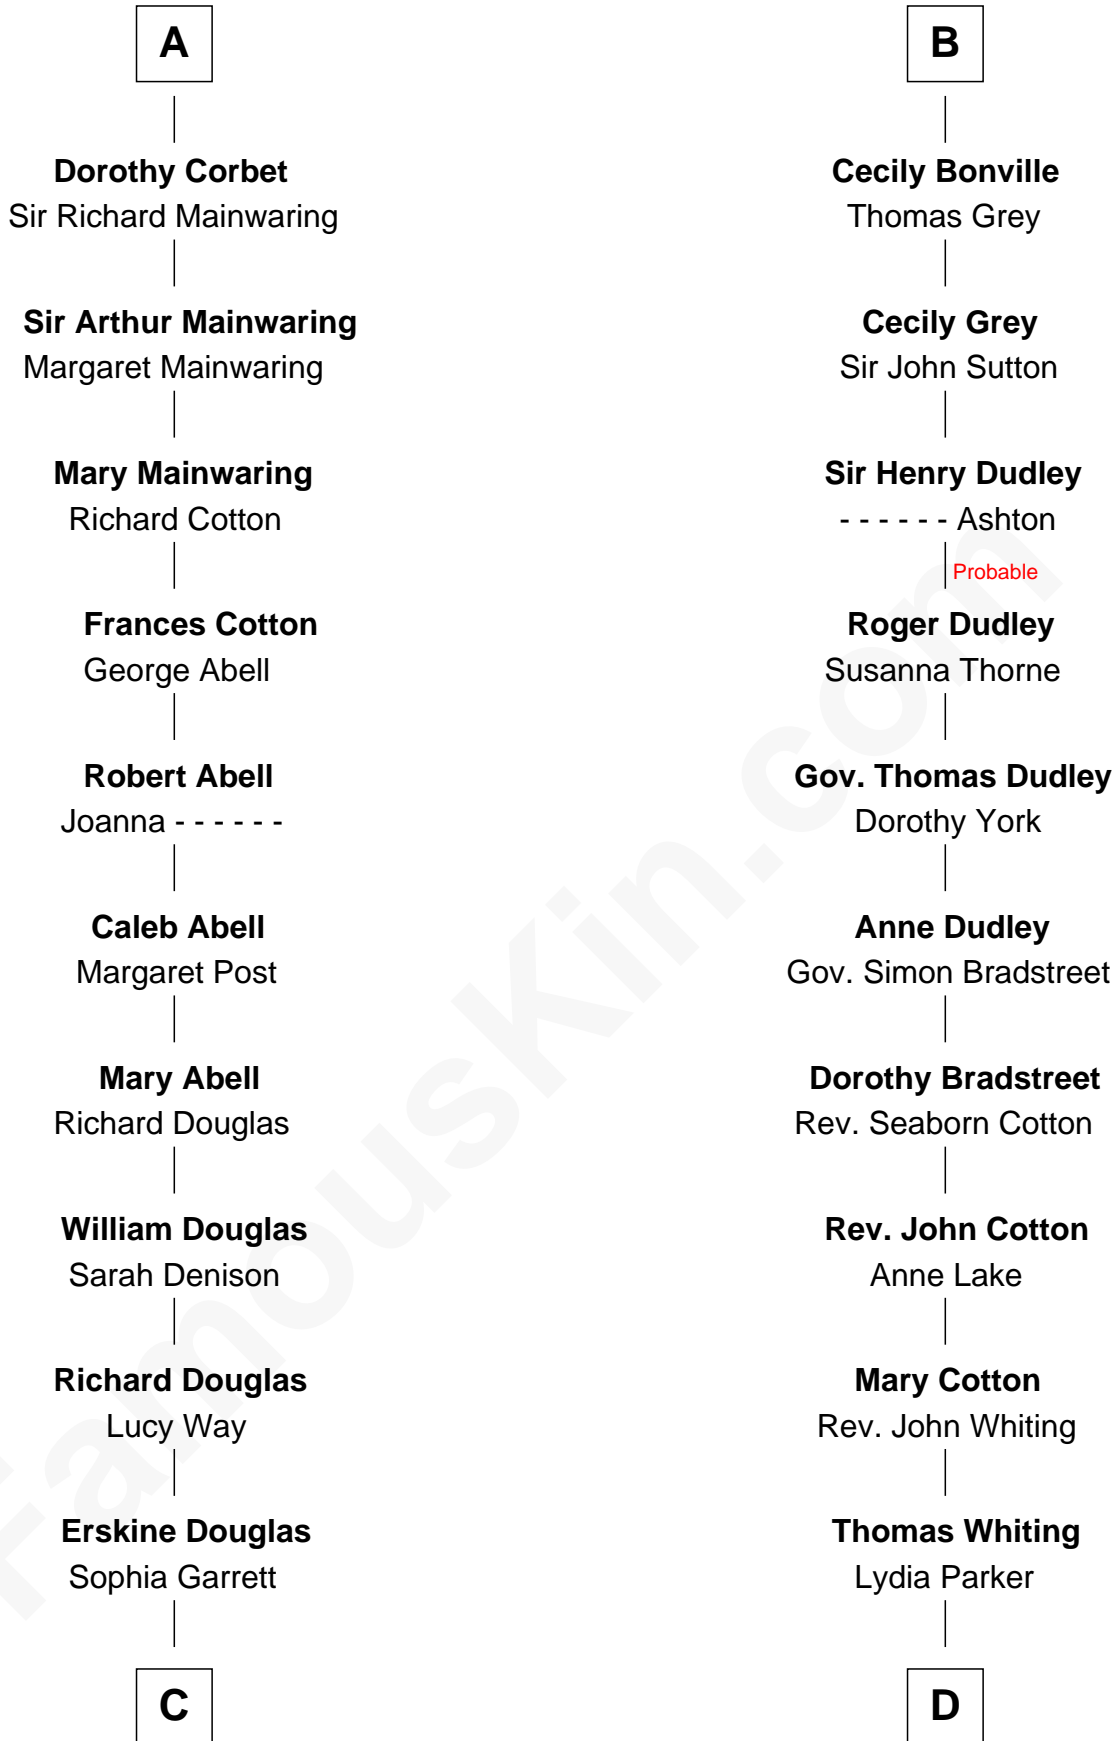 A
Dorothy Corbet
Sir Richard Mainwaring
Sir Arthur Mainwaring
Margaret Mainwaring
Mary Mainwaring
Richard Cotton
Frances Cotton
George Abell
Robert Abell
Joanna - - - - - -
Caleb Abell
Margaret Post
Mary Abell
Richard Douglas
William Douglas
Sarah Denison
Richard Douglas
Lucy Way
Erskine Douglas
Sophia Garrett
C
B
Cecily Bonville
Thomas Grey
Cecily Grey
Sir John Sutton
Sir Henry Dudley
- - - - - - Ashton
Probable
Roger Dudley
Susanna Thorne
Gov. Thomas Dudley
Dorothy York
Anne Dudley
Gov. Simon Bradstreet
Dorothy Bradstreet
Rev. Seaborn Cotton
Rev. John Cotton
Anne Lake
Mary Cotton
Rev. John Whiting
Thomas Whiting
Lydia Parker
D
FamousKin.com